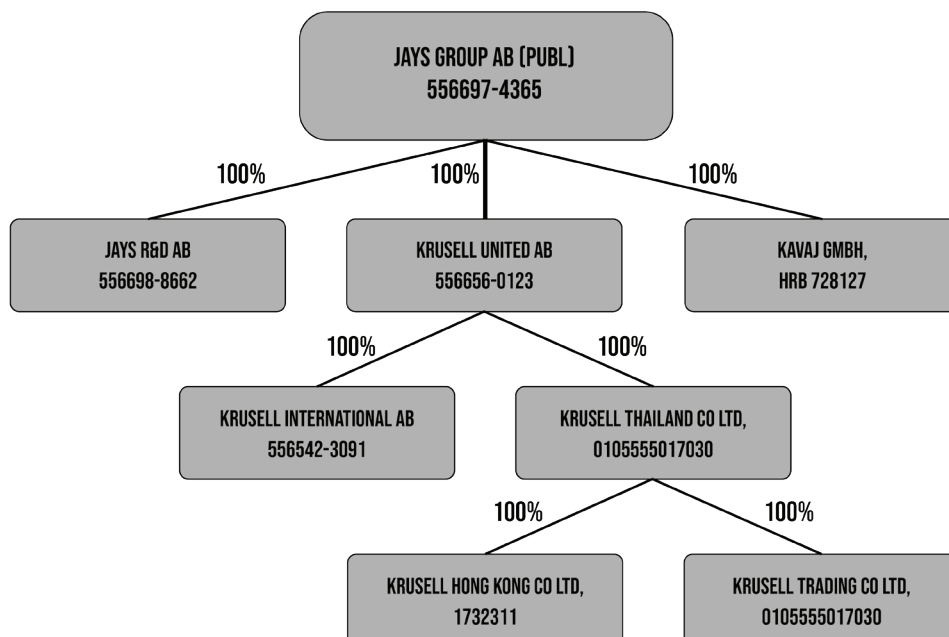 JAYS GROUP AB (PUBL)
556697-4365
100%
100%
100%
JAYS R&D AB
556698-8662
KRUSELL UNITED AB
556656-0123
KAVAJ GMBH,
HRB 728127
100%
100%
KRUSELL INTERNATIONAL AB
556542-3091
KRUSELL THAILAND CO LTD,
0105555017030
100%
100%
KRUSELL HONG KONG CO LTD,
1732311
KRUSELL TRADING CO LTD,
0105555017030